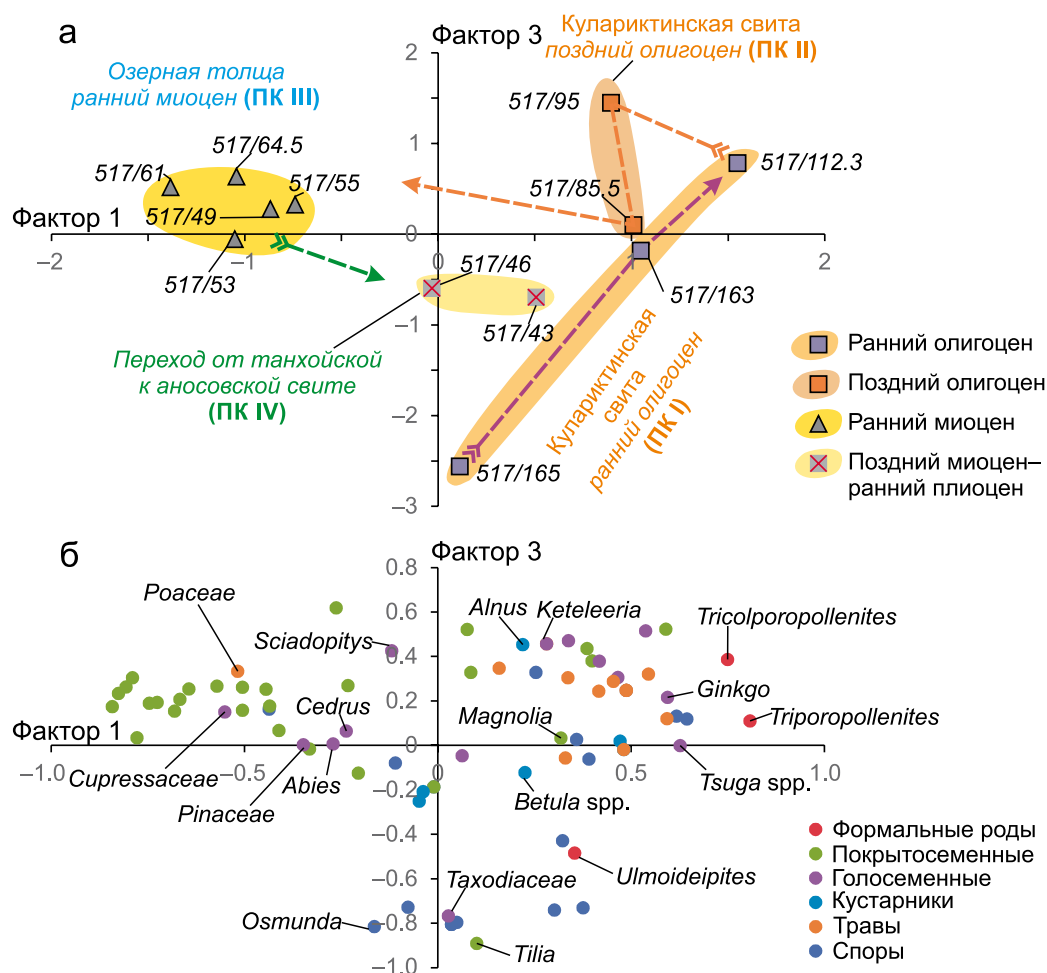 а
Фактор 3
Кулариктинская свита
поздний олигоцен (ПК II)
Озерная толща
ранний миоцен (ПК III)
2
517/95
517/64.5
517/61
1
517/112.3
517/55
517/85.5
Фактор 1
517/49
0
–2
–1
0
1
2
517/53
517/46
517/163
–1
517/43
Переход от танхойской
к аносовской свите
(ПК IV)
–2
517/165
–3
Кулариктинская
свита
ранний олигоцен
(ПК I)
Ранний олигоцен
Поздний олигоцен
Ранний миоцен
Поздний миоцен–
ранний плиоцен
б
Фактор 3
0.8
Poaceae
Alnus
Keteleeria
Tricolporopollenites
0.6
Sciadopitys
0.4
Ginkgo
0.2
Cedrus
Magnolia
Фактор 1
0
Triporopollenites
–1.0
–0.5
0
0.5
1.0
Cupressaceae
Abies
Pinaceae
–0.2
Betula spp.
Tsuga spp.
–0.4
Ulmoideipites
–0.6
Taxodiaceae
Osmunda
–0.8
Tilia
–1.0
Формальные роды
Покрытосеменные
Голосеменные
Кустарники
Травы
Споры